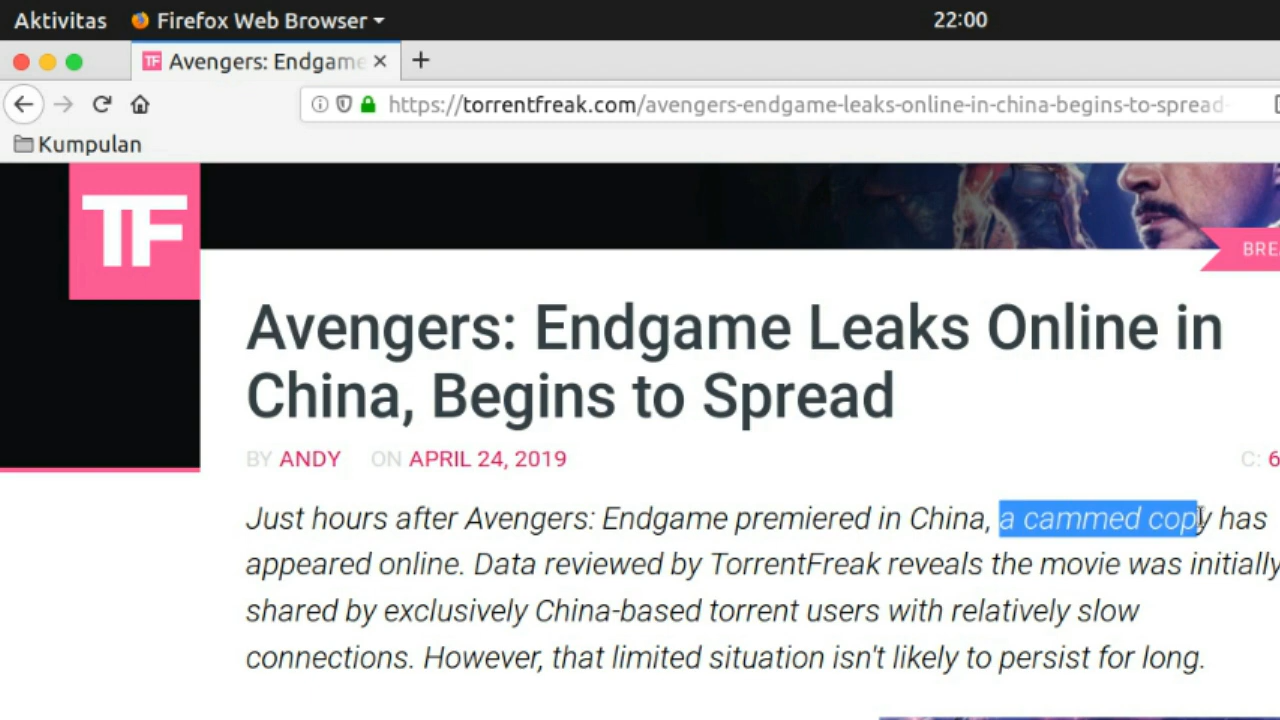 Aktivitas Firefox Web Browser 22:00
TF Avengers: Endgame
https://torrentfreak.com/avengers-endgame-leaks-online-in-china-begins-to-spread-
Kumpulan
TF
BRE
Avengers: Endgame Leaks Online in
China, Begins to Spread
BY ANDY ON APRIL 24, 2019 C: 6
Just hours after Avengers: Endgame premiered in China, a cammed copy has
appeared online. Data reviewed by TorrentFreak reveals the movie was initially
shared by exclusively China-based torrent users with relatively slow
connections. However, that limited situation isn't likely to persist for long.